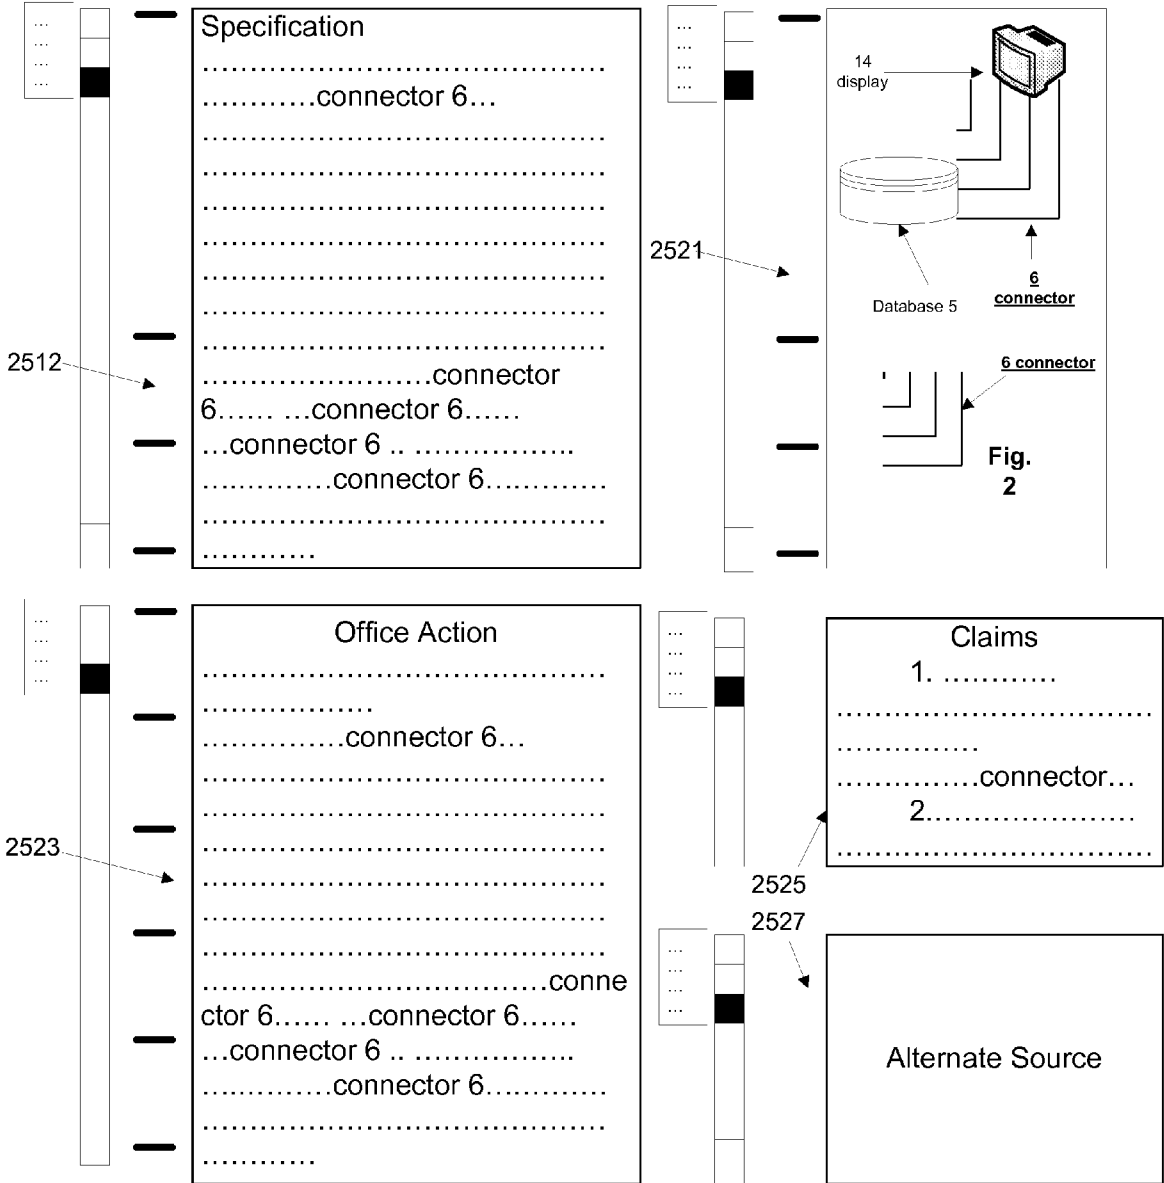 Specification
............................................
............connector 6...
............................................
............................................
............................................
............................................
............................................
............................................
............................................
.........................connector
6...... ...connector 6......
...connector 6 .. .................
..............connector 6.............
............................................
............
2512
...
...
...
...
14
display
Database 5
6
connector
6 connector
Fig.
2
2521
...
...
...
...
Office Action
............................................
..................
...............connector 6...
............................................
............................................
............................................
............................................
............................................
............................................
.....................................conne
ctor 6...... ...connector 6......
...connector 6 .. .................
..............connector 6.............
............................................
............
2523
...
...
...
...
Claims
1. ............
..................................
...............
...............connector...
2......................
..................................
2525
...
...
...
...
2527
Alternate Source
...
...
...
...